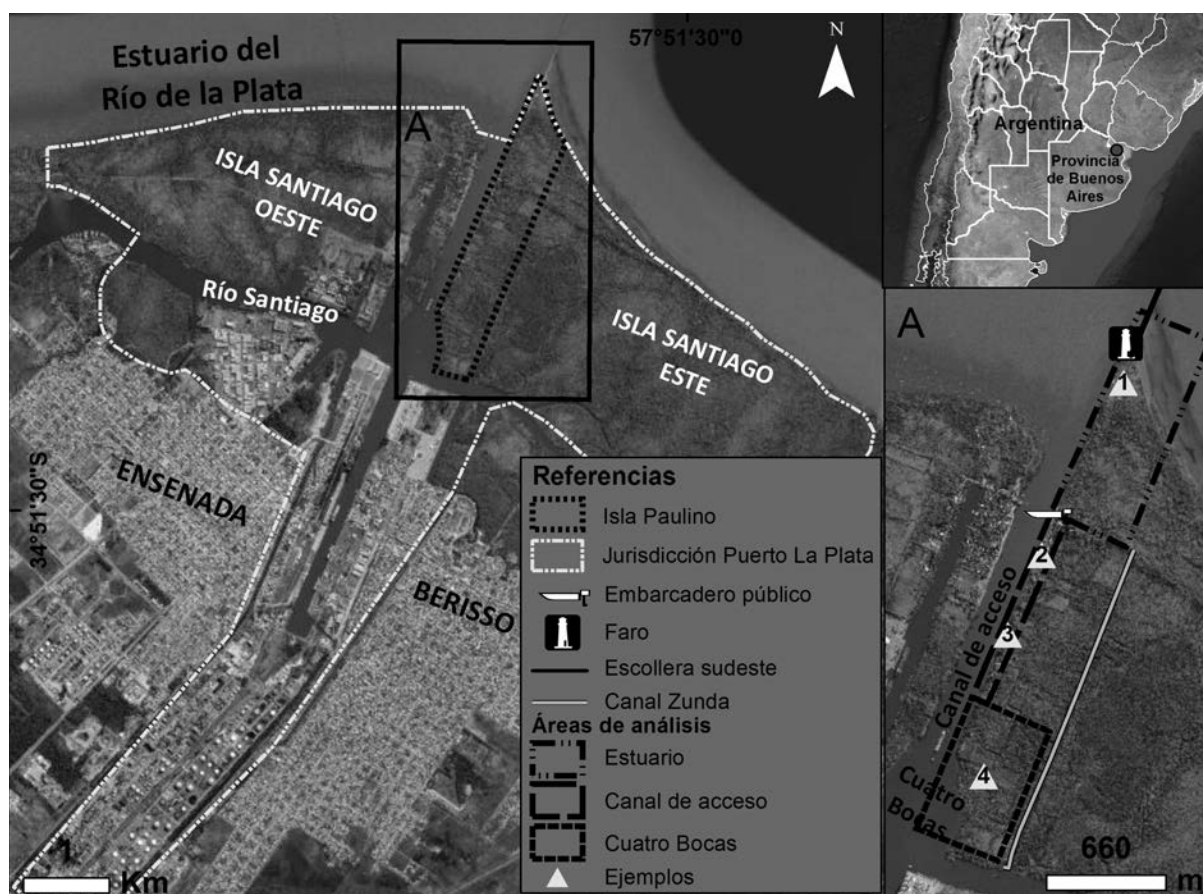 Estuario del
Río de la Plata
57°51'30"0
N
A
ISLA SANTIAGO
OESTE
Río Santiago
ISLA SANTIAGO
ESTE
ENSENADA
34°51'30"S
BERISSO
1
Km
Referencias
Isla Paulino
Jurisdicción Puerto La Plata
Embarcadero público
Faro
Escollera sudeste
Canal Zunda
Áreas de análisis
Estuario
Canal de acceso
Cuatro Bocas
Ejemplos
Argentina
Provincia
de Buenos
Aires
A
1
2
3
Canal de acceso
4
Cuatro
Bocas
660
m